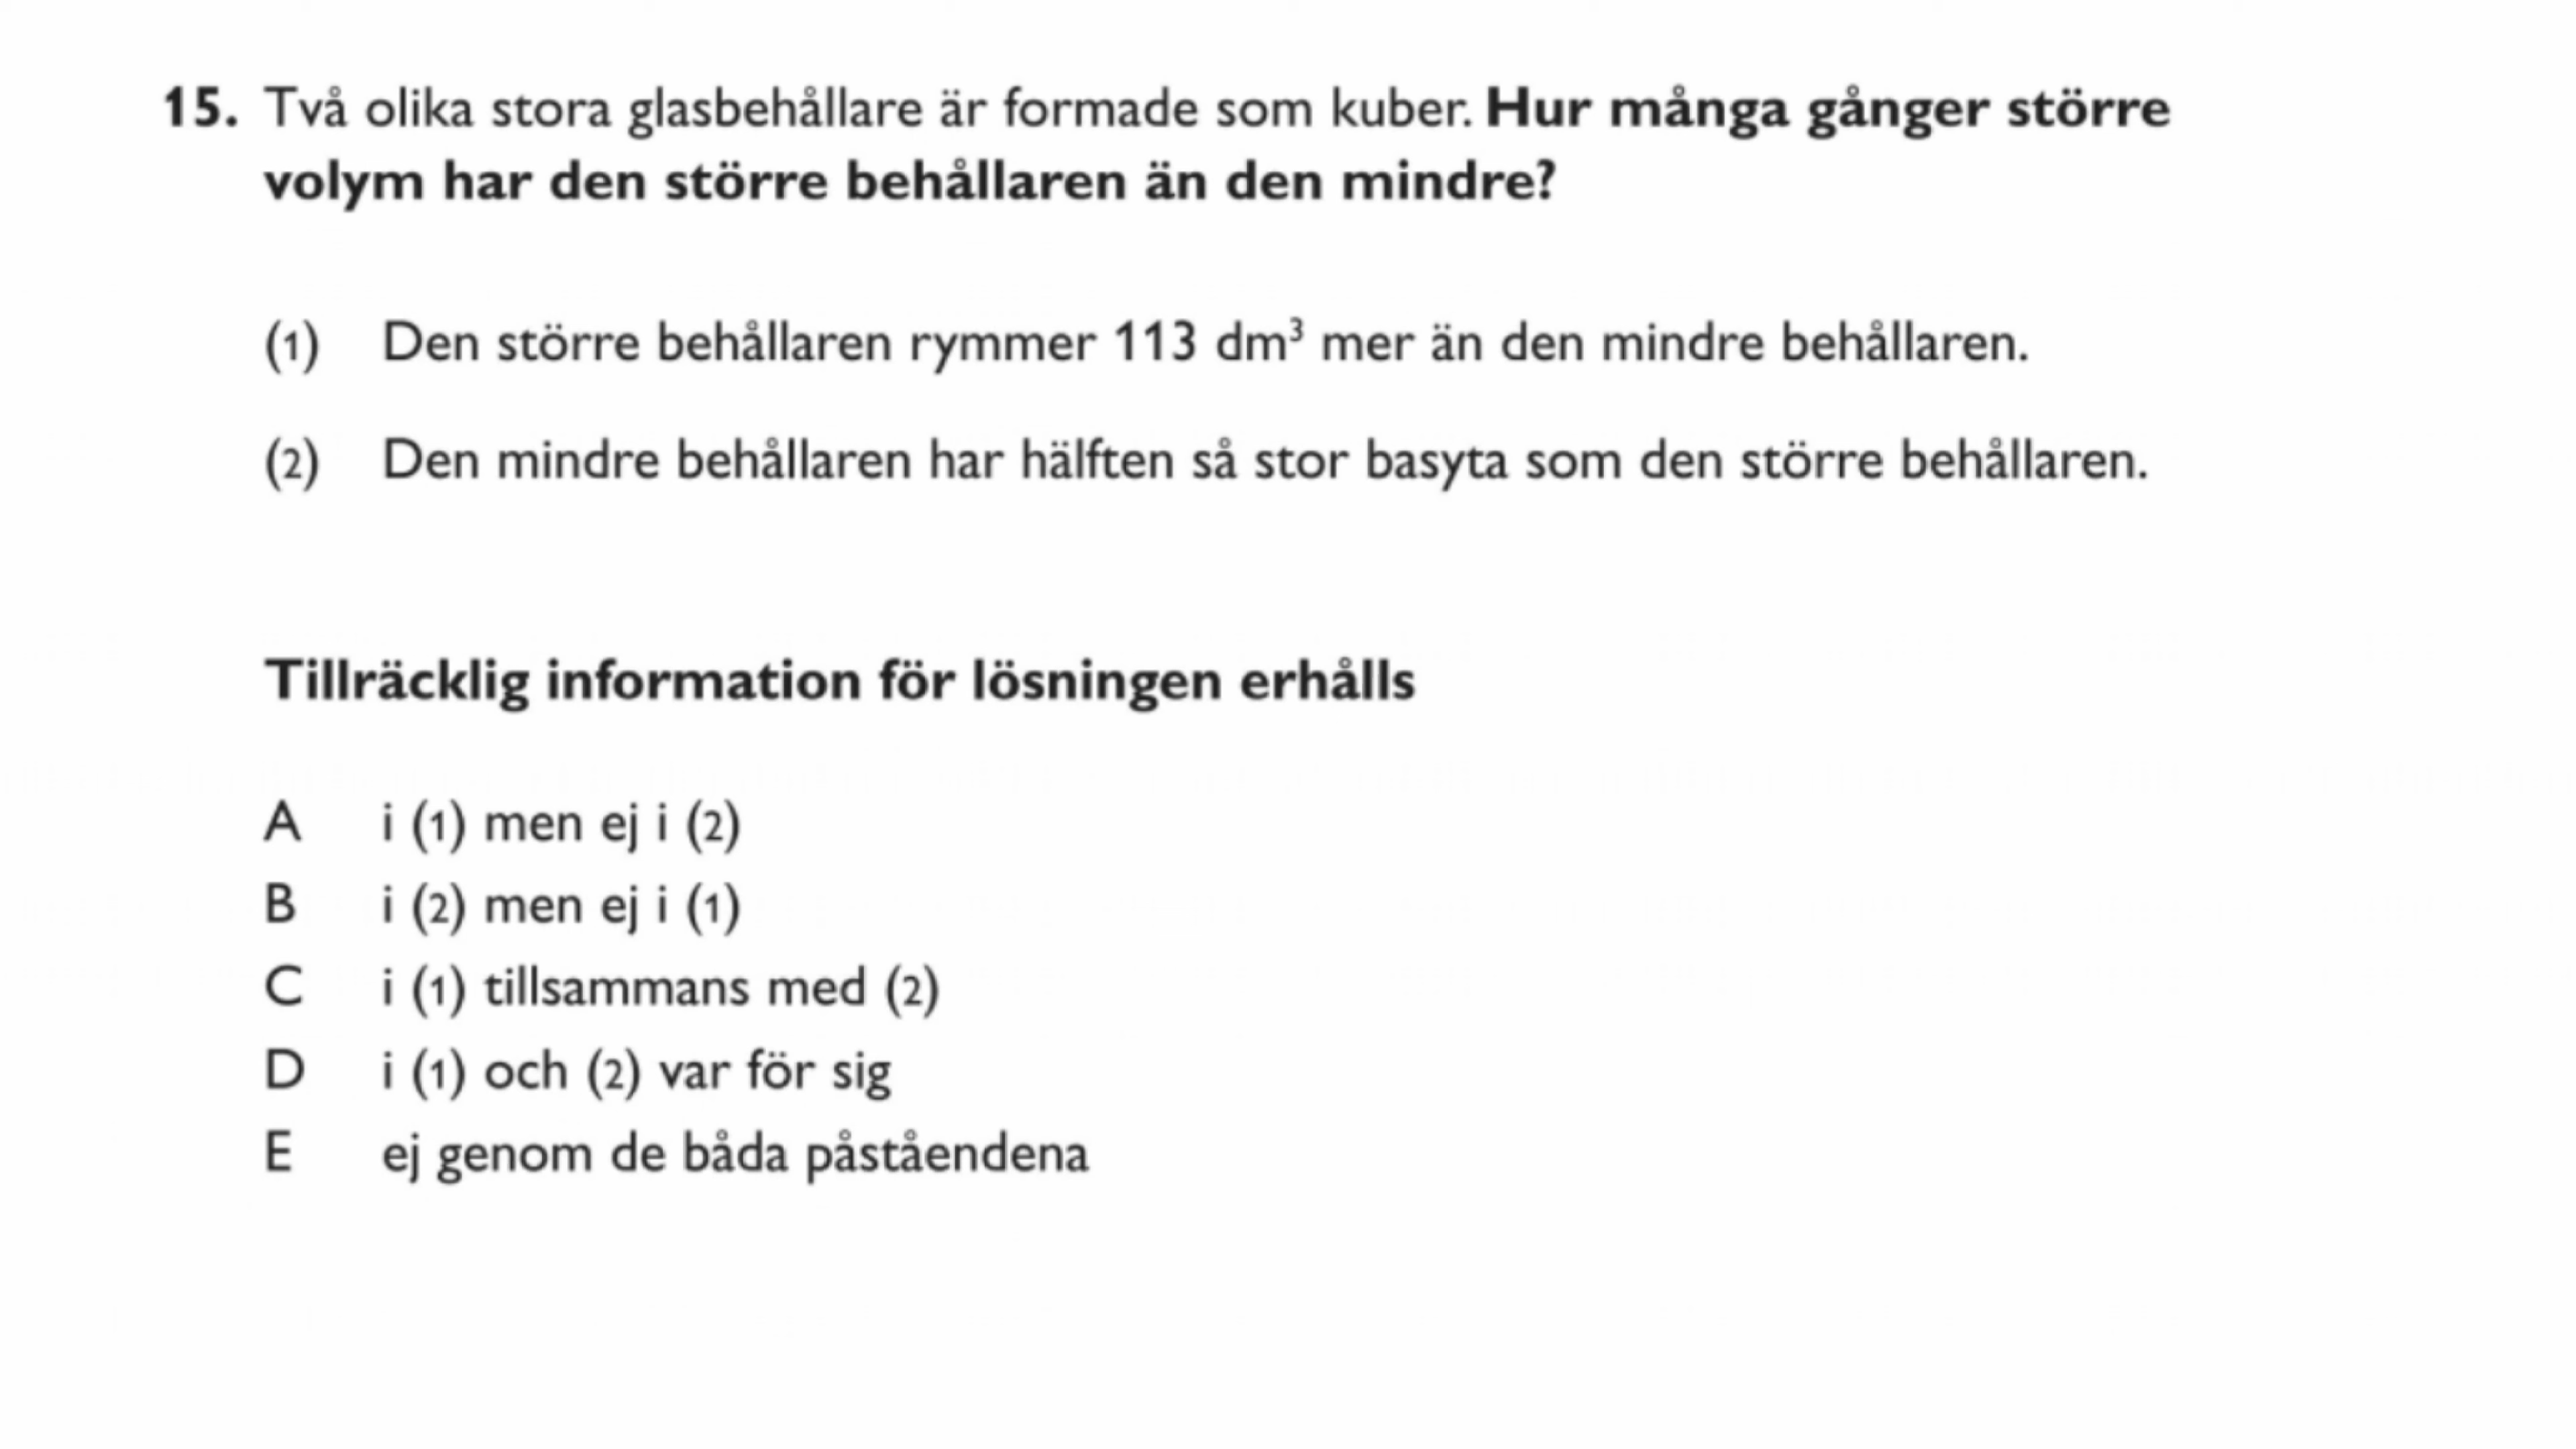 15. Två olika stora glasbehållare är formade som kuber. Hur många gånger större
volym har den större behållaren än den mindre?
(1) Den större behållaren rymmer 113 dm³ mer än den mindre behållaren.
(2) Den mindre behållaren har hälften så stor basyta som den större behållaren.
Tillräcklig information för lösningen erhålls
A i (1) men ej i (2)
B i (2) men ej i (1)
C i (1) tillsammans med (2)
D i (1) och (2) var för sig
E ej genom de båda påståendena